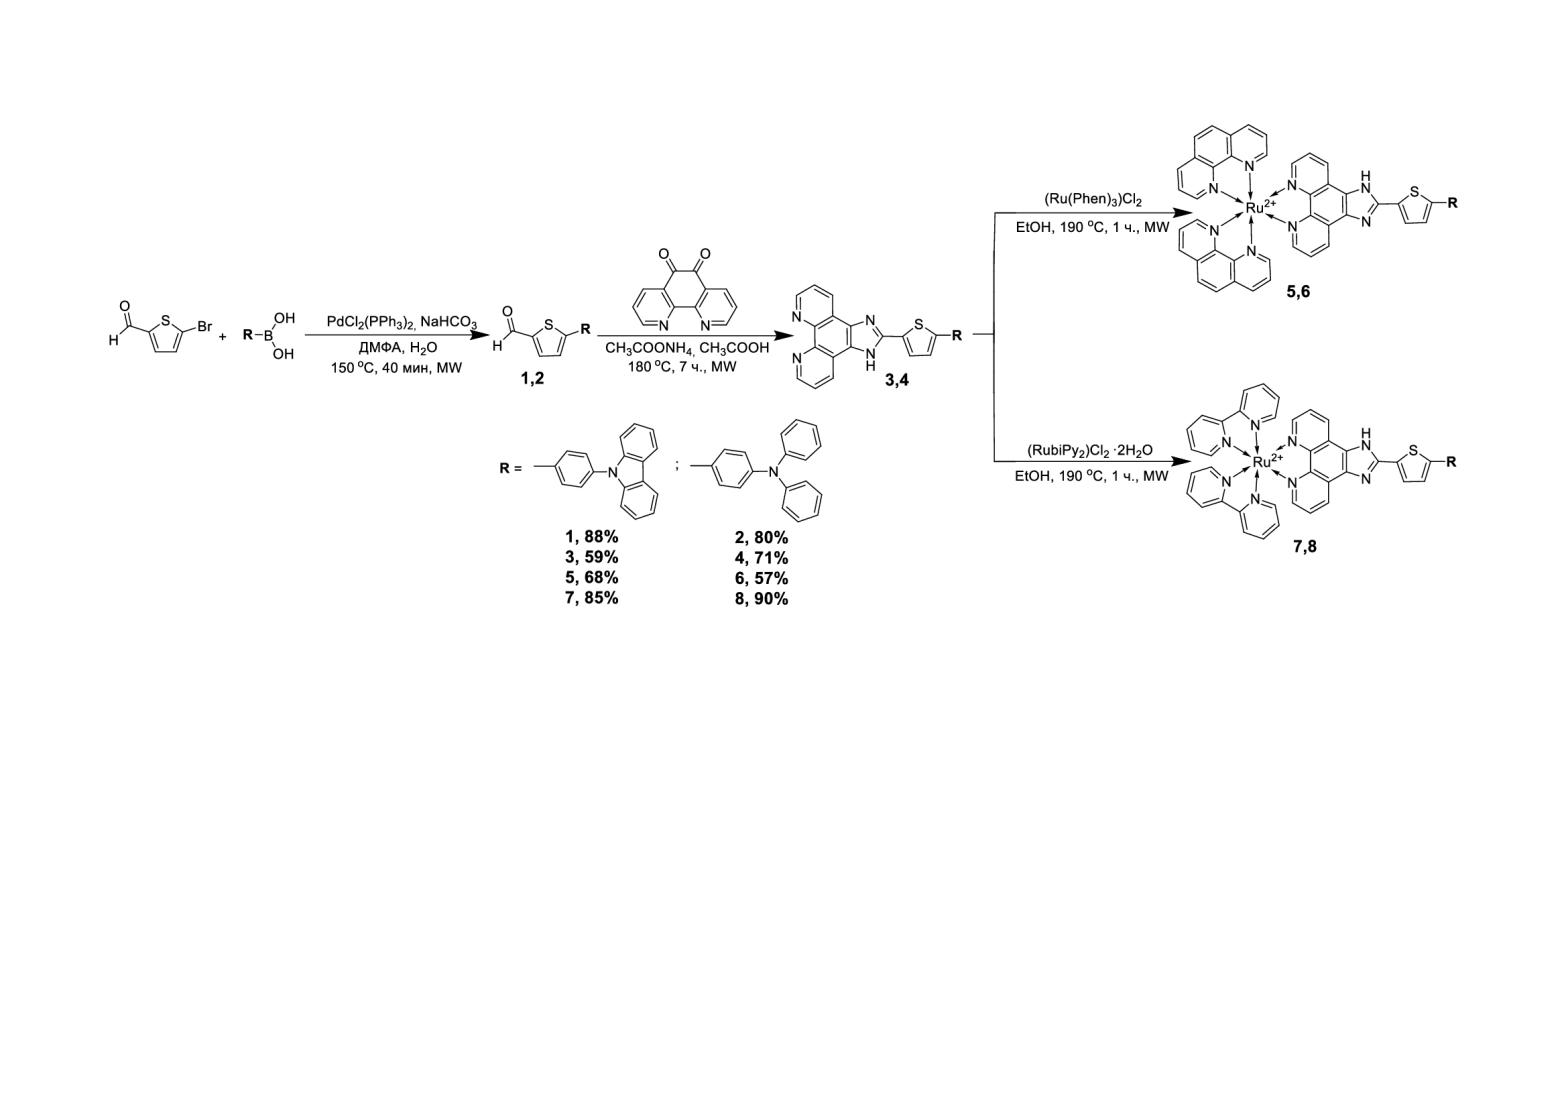 O
H
S
Br
+
R
B
OH
OH
PdCl2(PPh3)2, NaHCO3
ДМФА, H2O
150 °C, 40 мин, MW
O
H
S
R
1,2
O O
N N
CH3COONH4, CH3COOH
180 °C, 7 ч., MW
N
N
N
N
H
S
R
3,4
(Ru(Phen)3)Cl2
EtOH, 190 °C, 1 ч., MW
N
N
N
N
Ru2+
N
N
H
N
N
S
R
5,6
(RubiPy2)Cl2 ·2H2O
EtOH, 190 °C, 1 ч., MW
N
N
N
N
Ru2+
N
N
H
N
N
S
R
7,8
R =
N
;
N
1, 88%
3, 59%
5, 68%
7, 85%
2, 80%
4, 71%
6, 57%
8, 90%